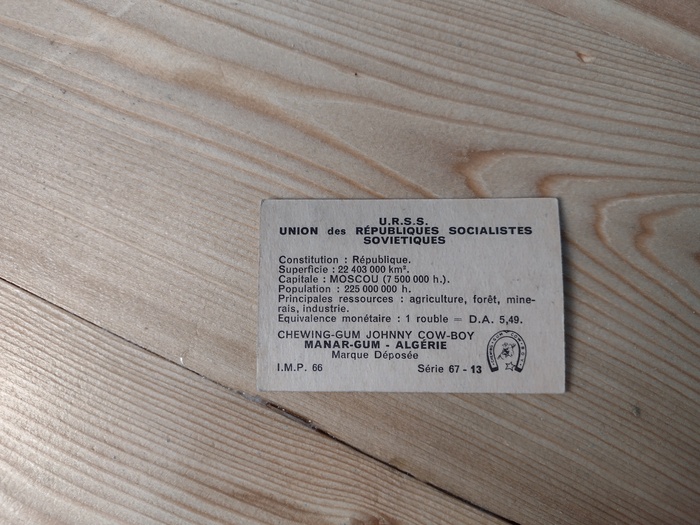 U.R.S.S.
UNION des RÉPUBLIQUES SOCIALISTES
SOVIETIQUES
Constitution : République.
Superficie : 22 403 000 km².
Capitale : MOSCOU (7 500 000 h.).
Population : 225 000 000 h.
Principales ressources : agriculture, forêt, mine-
rais, industrie.
Equivalence monétaire : 1 rouble = D.A. 5,49.
CHEWING-GUM JOHNNY COW-BOY
MANAR-GUM - ALGÉRIE
Marque Déposée
I.M.P. 66 Série 67 - 13